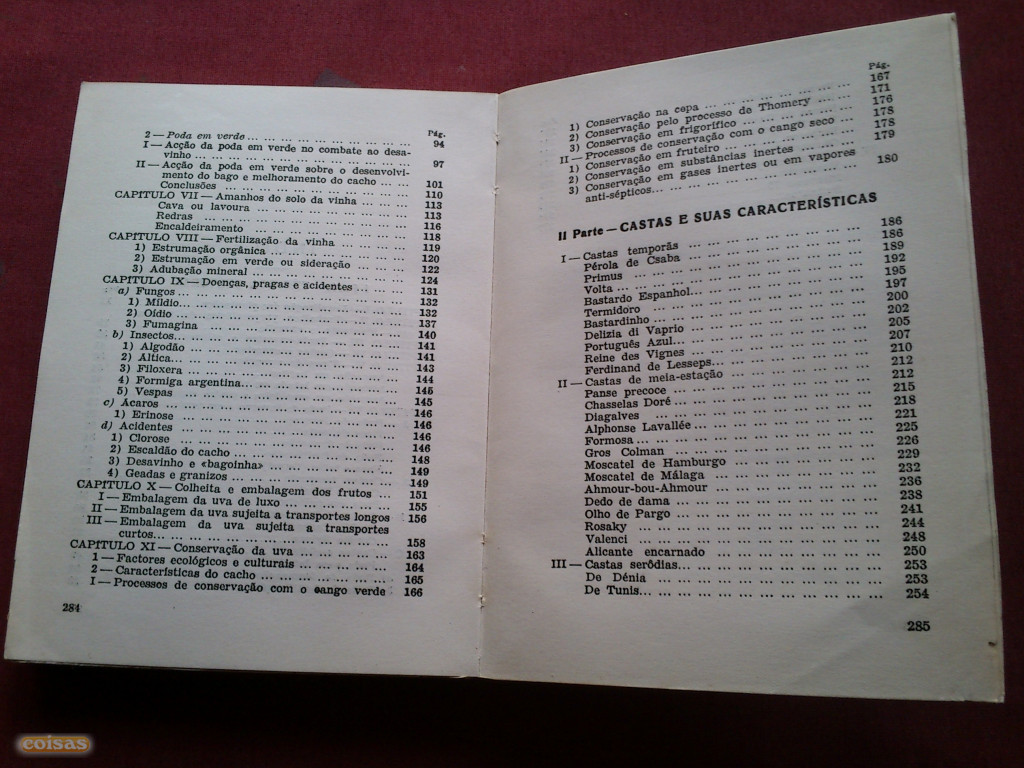 Pág.
2 — Poda em verde ... ... ... ... ... ... ... 94
I — Acção da poda em verde no combate ao desa-
vinho ... ... ... ... ... ... ... ... ... ... 97
II — Acção da poda em verde sobre o desenvolvi-
mento do bago e melhoramento do cacho ... ... 101
Conclusões ... ... ... ... ... ... ... ... 110
CAPITULO VII — Amanhos do solo da vinha ... ... ... 113
Cava ou lavoura ... ... ... ... ... ... 113
Redras ... ... ... ... ... ... ... ... 116
Encaldeiramento ... ... ... ... ... ... 118
CAPITULO VIII — Fertilização da vinha ... ... ... ... 119
1) Estrumação orgânica ... ... ... ... ... ... 120
2) Estrumação em verde ou sideração ... ... ... 122
3) Adubação mineral ... ... ... ... ... ... ... 124
CAPITULO IX — Doenças, pragas e acidentes ... ... ... 131
a) Fungos ... ... ... ... ... ... ... ... ... 132
1) Míldio... ... ... ... ... ... ... ... ... 132
2) Oídio ... ... ... ... ... ... ... ... ... 137
3) Fumagina ... ... ... ... ... ... ... ... 140
b) Insectos... ... ... ... ... ... ... ... ... 141
1) Algodão ... ... ... ... ... ... ... ... 141
2) Altica... ... ... ... ... ... ... ... ... 143
3) Filoxera ... ... ... ... ... ... ... ... 144
4) Formiga argentina... ... ... ... ... ... 145
5) Vespas ... ... ... ... ... ... ... ... 145
c) Ácaros ... ... ... ... ... ... ... ... ... 146
1) Erinose ... ... ... ... ... ... ... ... 146
d) Acidentes ... ... ... ... ... ... ... ... 146
1) Clorose ... ... ... ... ... ... ... ... 146
2) Escaldão do cacho ... ... ... ... ... ... 148
3) Desavinho e «bagoinha» ... ... ... ... ... 149
4) Geadas e granizos ... ... ... ... ... ... 149
CAPITULO X — Colheita e embalagem dos frutos ... ... 151
I — Embalagem da uva de luxo ... ... ... ... ... 155
II — Embalagem da uva sujeita a transportes longos 156
III — Embalagem da uva sujeita a transportes
curtos... ... ... ... ... ... ... ... ... ... 158
CAPITULO XI — Conservação da uva ... ... ... ... ... 163
1 — Factores ecológicos e culturais ... ... ... ... 164
2 — Características do cacho ... ... ... ... ... 165
I — Processos de conservação com o cango verde 166
284
Pág.
1) Conservação na cepa ... ... ... ... ... ... 167
2) Conservação pelo processo de Thomery ... ... 171
3) Conservação em frigorífico ... ... ... ... ... 176
II — Processos de conservação com o cango seco ... 178
1) Conservação em fruteiro ... ... ... ... ... 178
2) Conservação em substâncias inertes ... ... ... 179
3) Conservação em gases inertes ou em vapores
anti-sépticos... ... ... ... ... ... ... ... 180
II Parte — CASTAS E SUAS CARACTERÍSTICAS
I — Castas temporãs ... ... ... ... ... ... ... 186
Pérola de Csaba ... ... ... ... ... ... ... 186
Primus ... ... ... ... ... ... ... ... ... 189
Volta ... ... ... ... ... ... ... ... ... 192
Bastardo Espanhol... ... ... ... ... ... ... 195
Termidoro ... ... ... ... ... ... ... ... 197
Bastardinho ... ... ... ... ... ... ... ... 200
Delizia di Vaprio ... ... ... ... ... ... ... 202
Português Azul... ... ... ... ... ... ... ... 205
Reine des Vignes ... ... ... ... ... ... ... 207
Ferdinand de Lesseps... ... ... ... ... ... 210
II — Castas de meia-estação ... ... ... ... ... ... 212
Panse precoce ... ... ... ... ... ... ... ... 212
Chasselas Doré ... ... ... ... ... ... ... ... 215
Diagalves ... ... ... ... ... ... ... ... ... 218
Alphonse Lavallée... ... ... ... ... ... ... 221
Formosa ... ... ... ... ... ... ... ... ... 225
Gros Colman ... ... ... ... ... ... ... ... 226
Moscatel de Hamburgo ... ... ... ... ... ... 229
Moscatel de Málaga ... ... ... ... ... ... ... 232
Ahmour-bou-Ahmour ... ... ... ... ... ... ... 236
Dedo de dama ... ... ... ... ... ... ... ... 238
Olho de Pargo ... ... ... ... ... ... ... ... 241
Rosaky ... ... ... ... ... ... ... ... ... 244
Valenci ... ... ... ... ... ... ... ... ... 248
Alicante encarnado ... ... ... ... ... ... ... 250
III — Castas serôdias... ... ... ... ... ... ... ... 253
De Dénia ... ... ... ... ... ... ... ... ... 253
De Tunis... ... ... ... ... ... ... ... ... 254
285
coisas